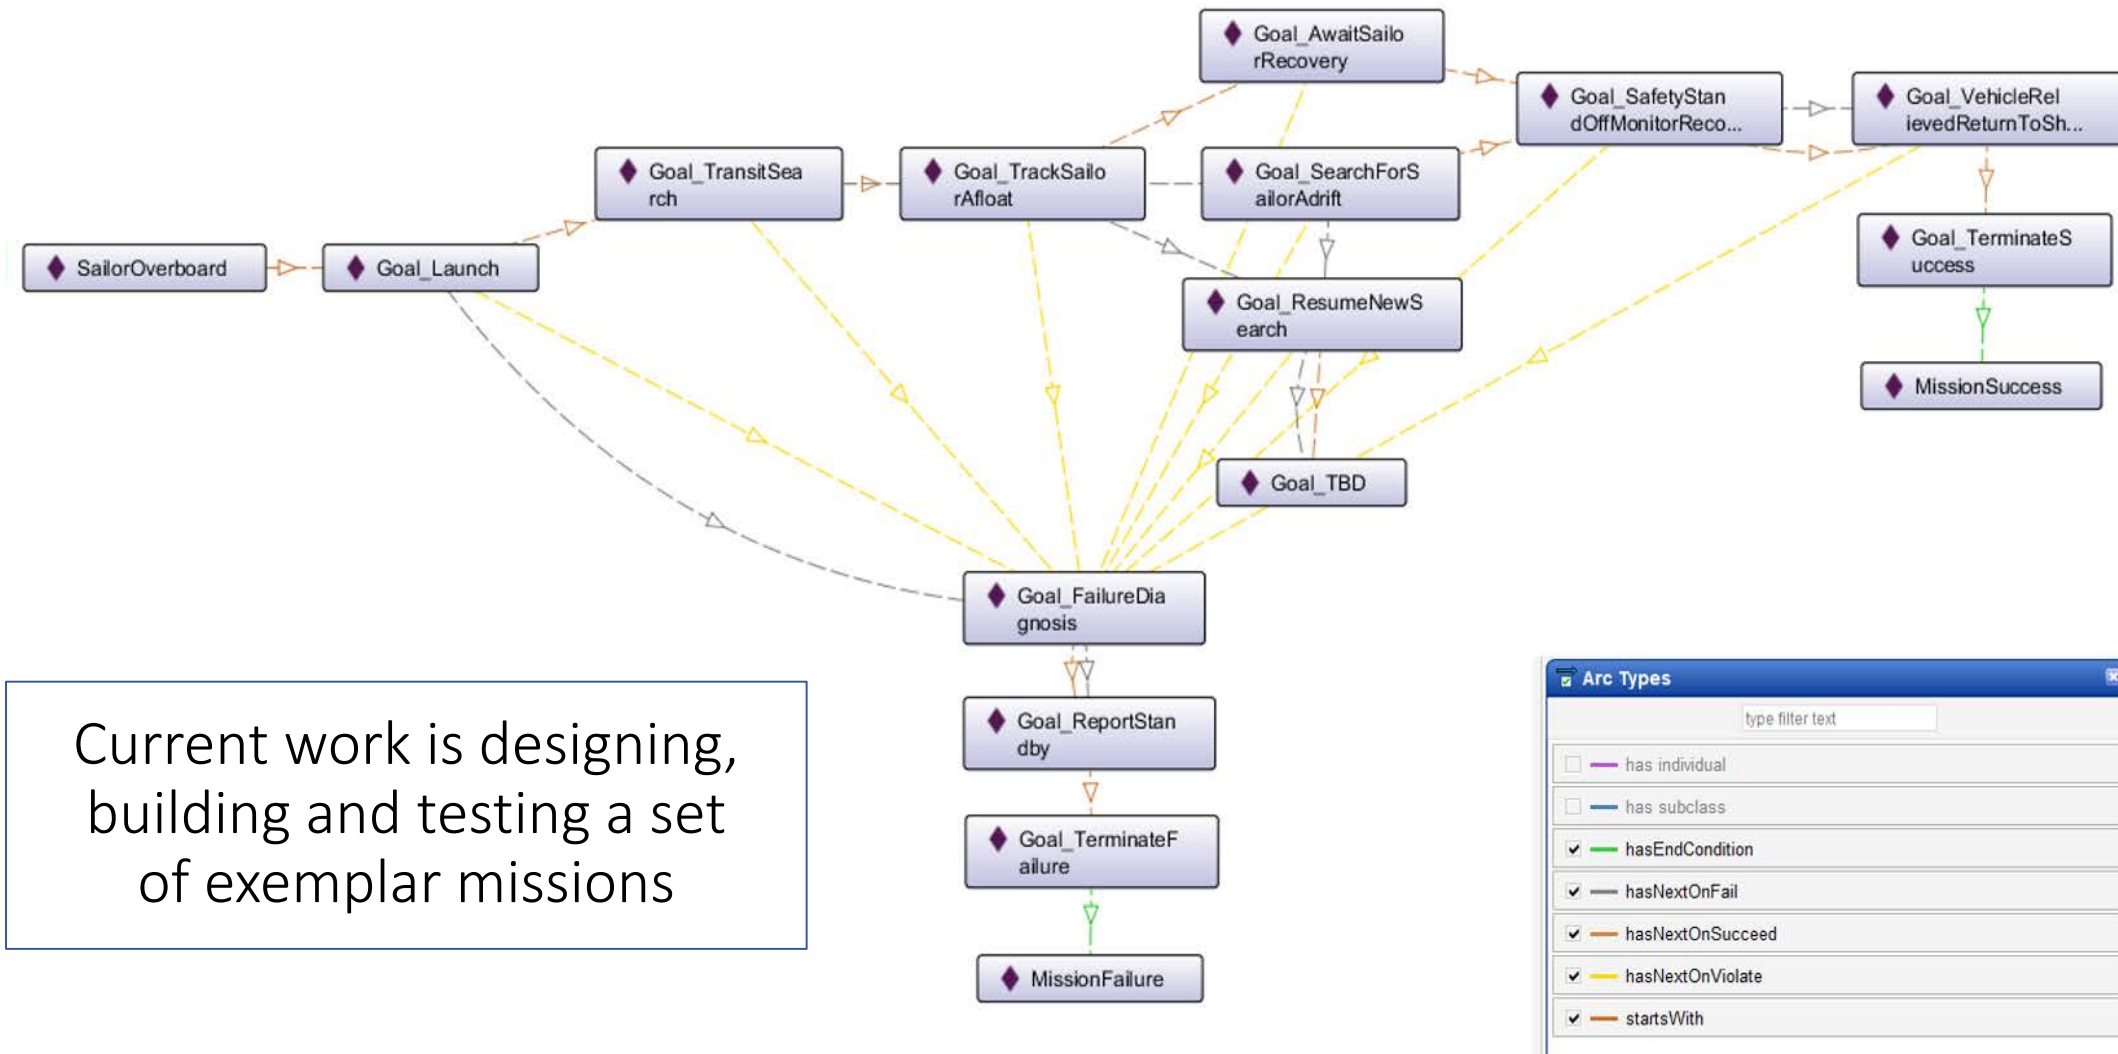 Goal_AwaitSailo
rRecovery
Goal_SafetyStan
dOffMonitorReco...
Goal_VehicleRel
ievedReturnToSh...
Goal_TransitSea
rch
Goal_TrackSailo
rAfloat
Goal_SearchForS
ailorAdrift
SailorOverboard
Goal_Launch
Goal_TerminateS
uccess
Goal_ResumeNewS
earch
MissionSuccess
Goal_TBD
Goal_FailureDia
gnosis
Goal_ReportStan
dby
Goal_TerminateF
ailure
MissionFailure
Current work is designing,
building and testing a set
of exemplar missions
Arc Types
type filter text
has individual
has subclass
hasEndCondition
hasNextOnFail
hasNextOnSucceed
hasNextOnViolate
startsWith